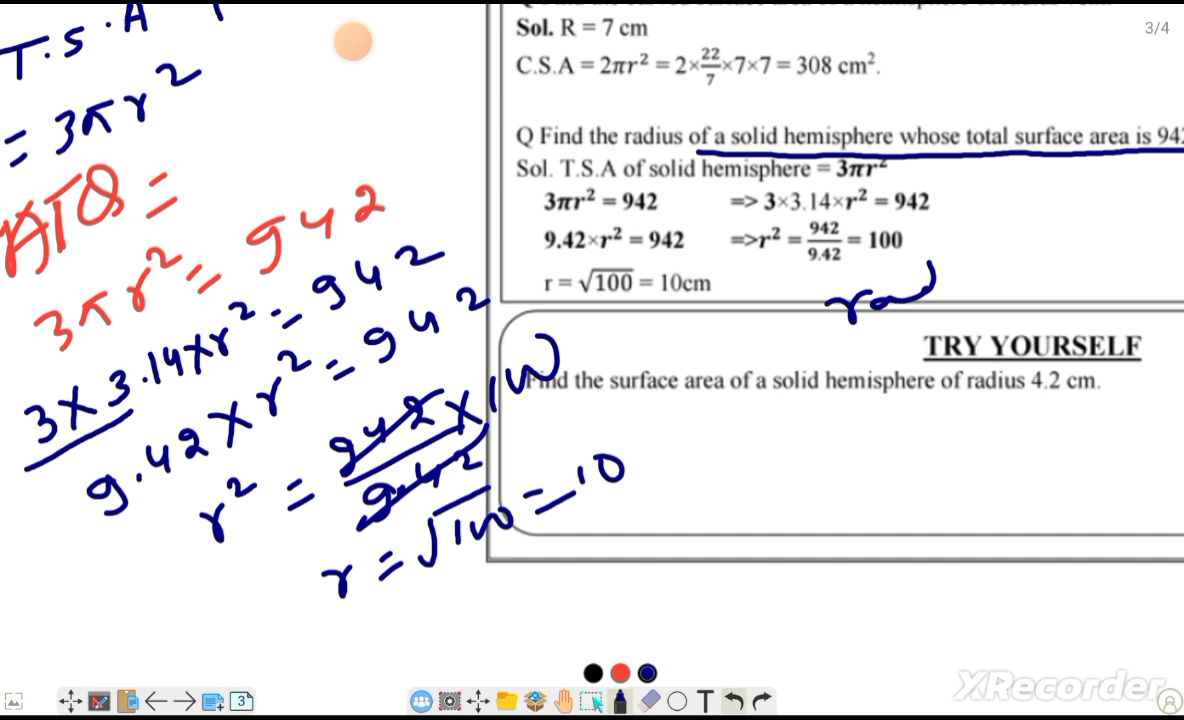 T.S.A
= 3πr²
ATQ =
3πr² = 942
3×3.14×r² = 942
9.42×r² = 942
r² = 942×100
9.42
r = √100 = 10
3/4
Sol. R = 7 cm
C.S.A = 2πr² = 2×22/7×7×7 = 308 cm².
Q Find the radius of a solid hemisphere whose total surface area is 942
Sol. T.S.A of solid hemisphere = 3πr²
3πr² = 942 => 3×3.14×r² = 942
9.42×r² = 942 =>r² = 942/9.42 = 100
r = √100 = 10cm
rad
TRY YOURSELF
Find the surface area of a solid hemisphere of radius 4.2 cm.
3
T
XRecorder